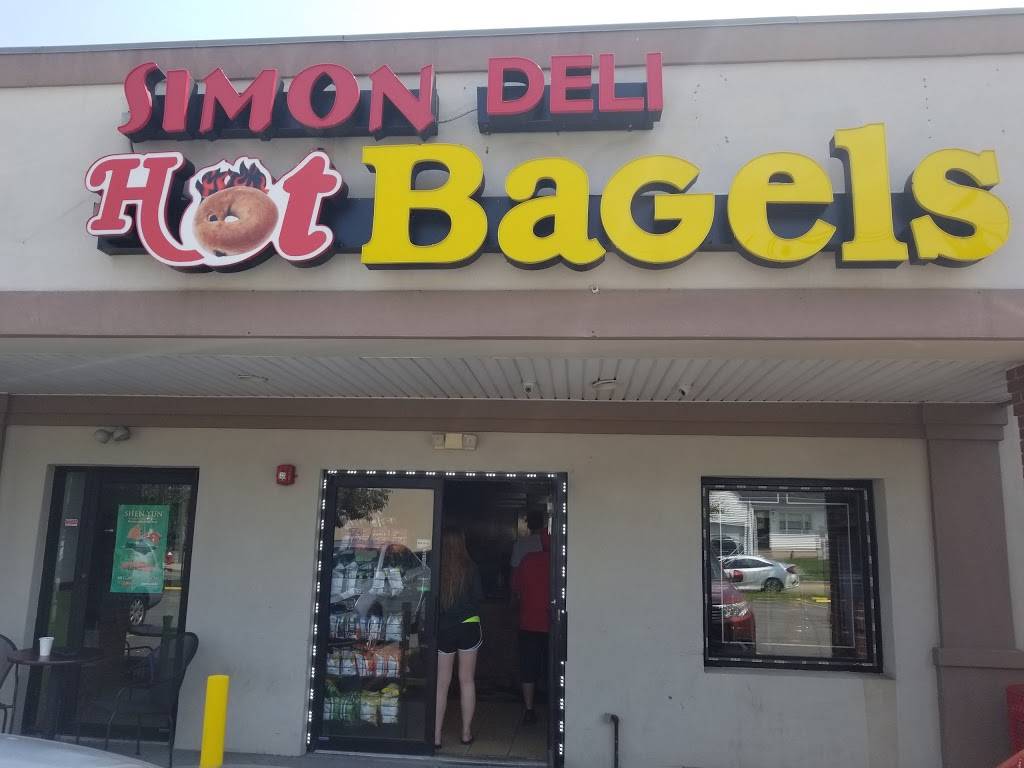 SIMON DELI
Hot Bagels
SHEN YUN